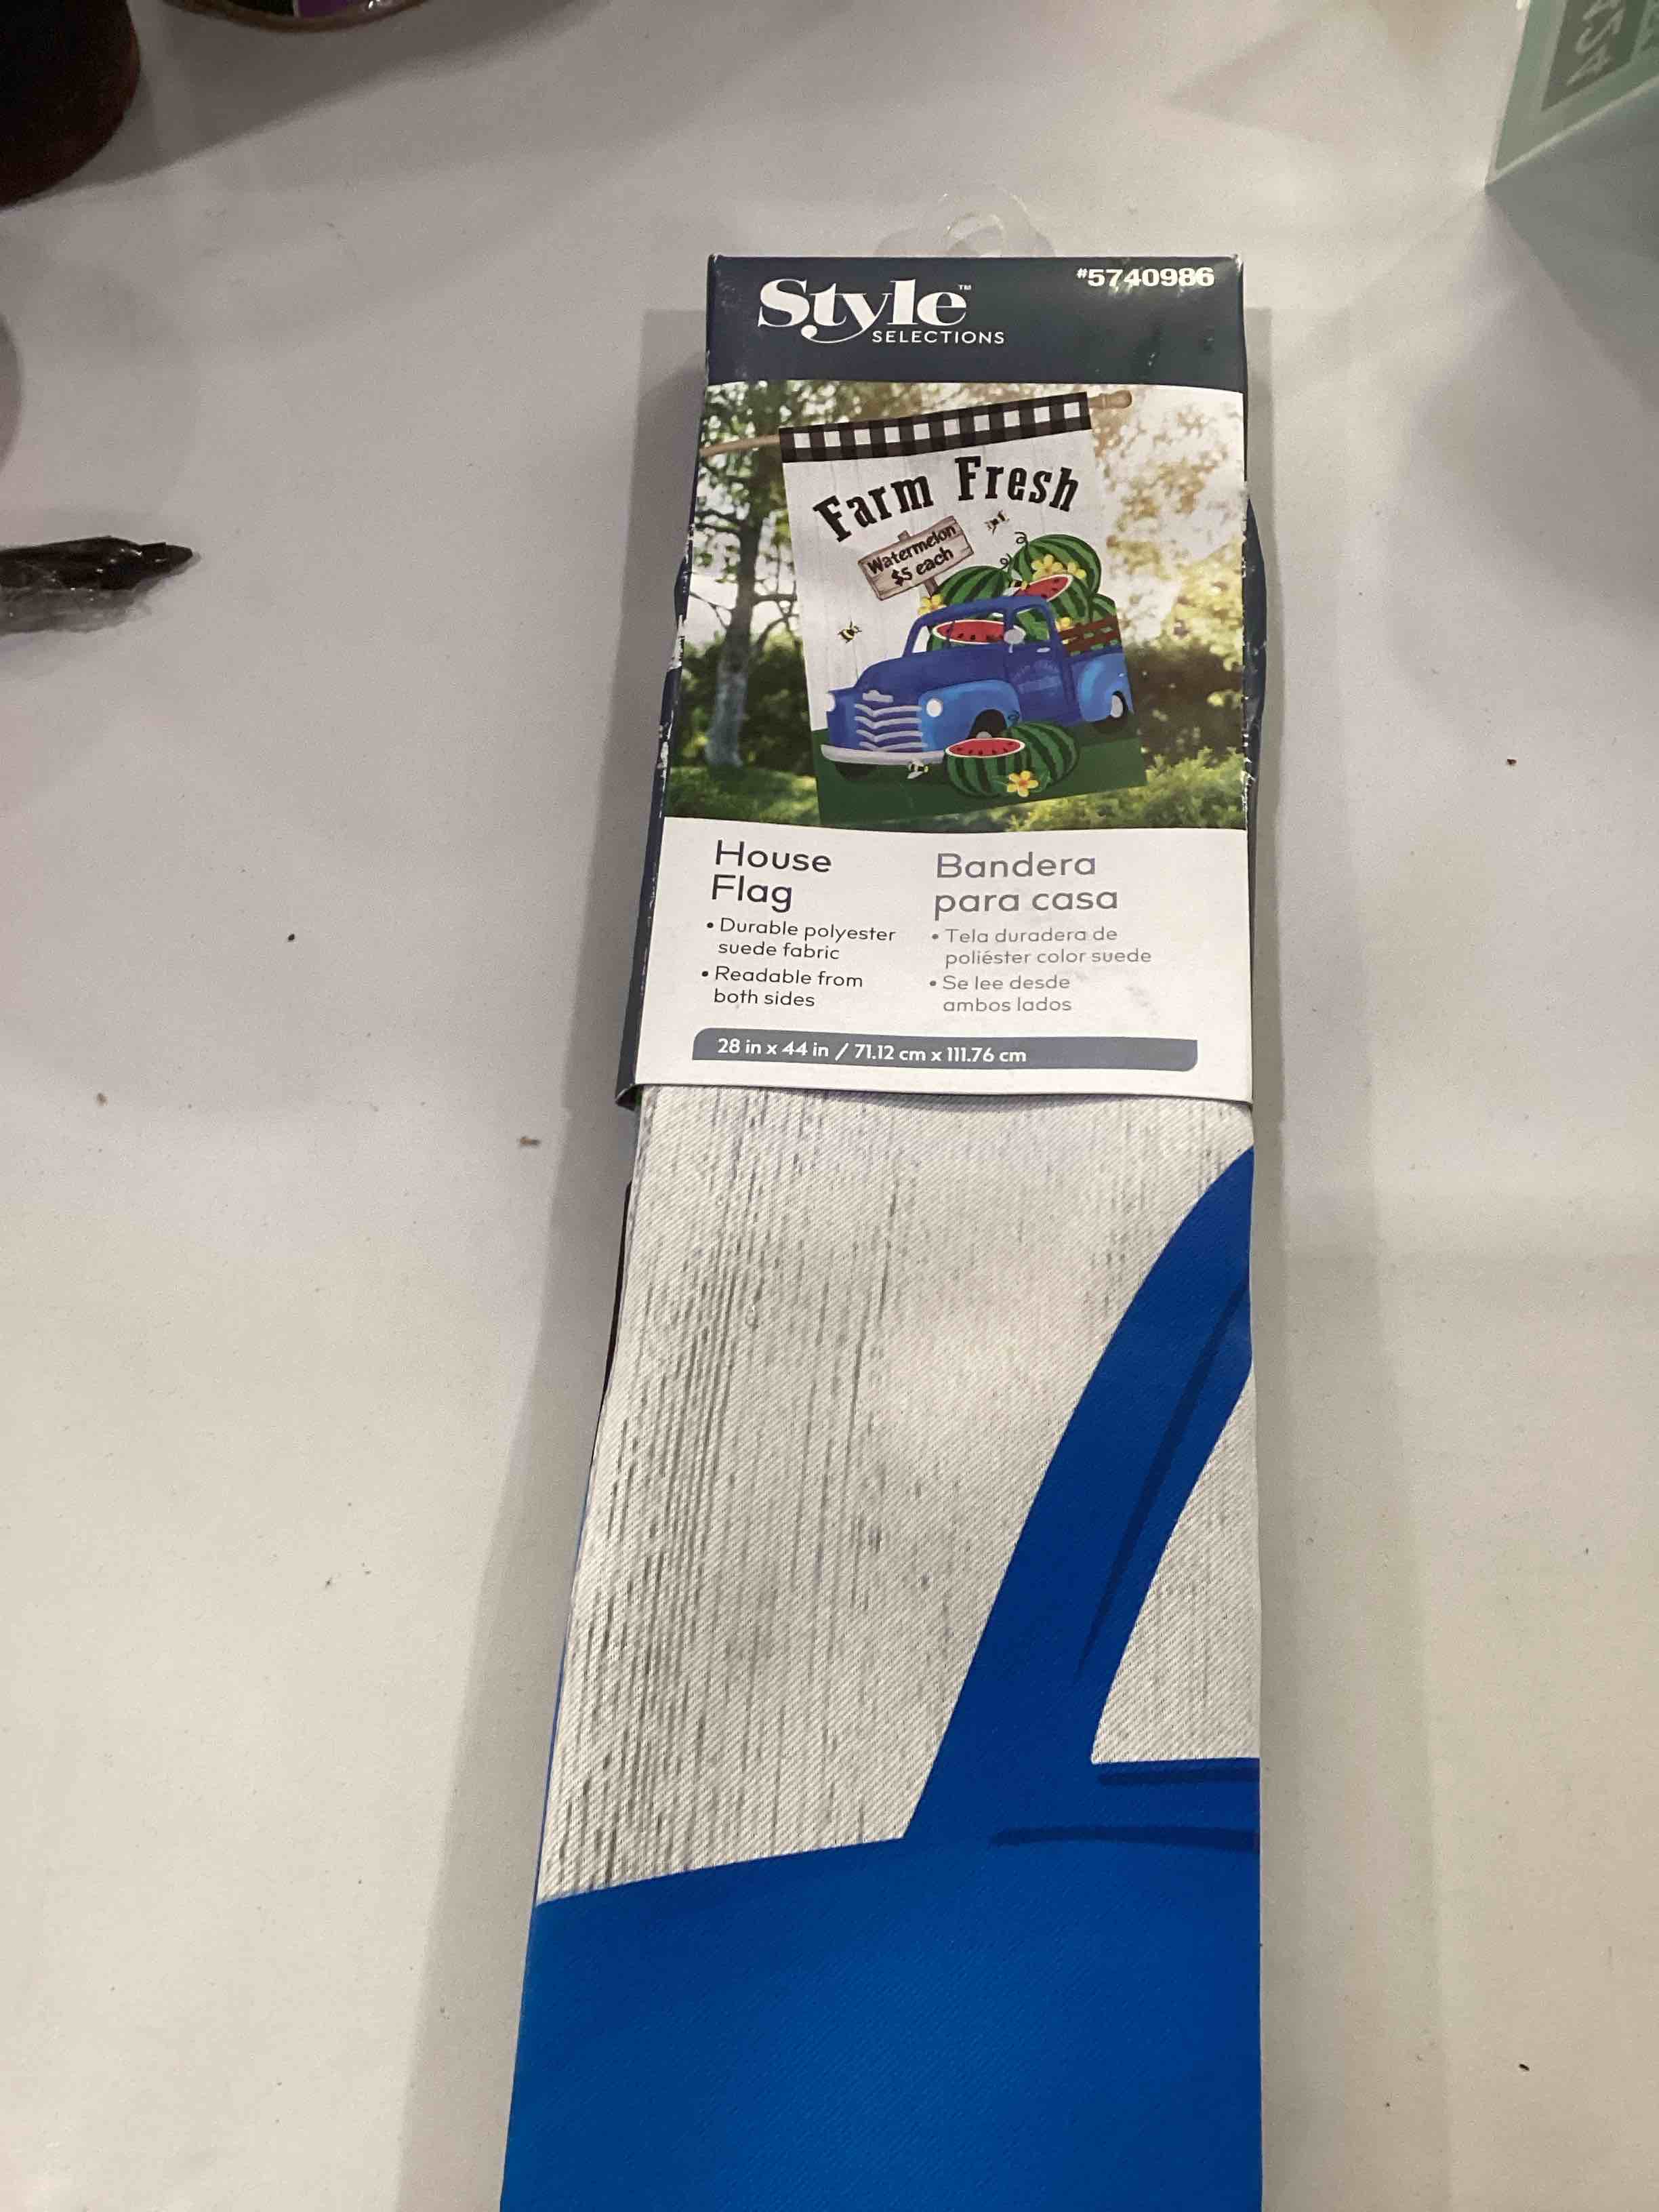 Style™
SELECTIONS
#5740986
Farm Fresh
Watermelon
$5 each
House
Flag
• Durable polyester
suede fabric
• Readable from
both sides
Bandera
para casa
• Tela duradera de
poliéster color suede
• Se lee desde
ambos lados
28 in x 44 in / 71.12 cm x 111.76 cm